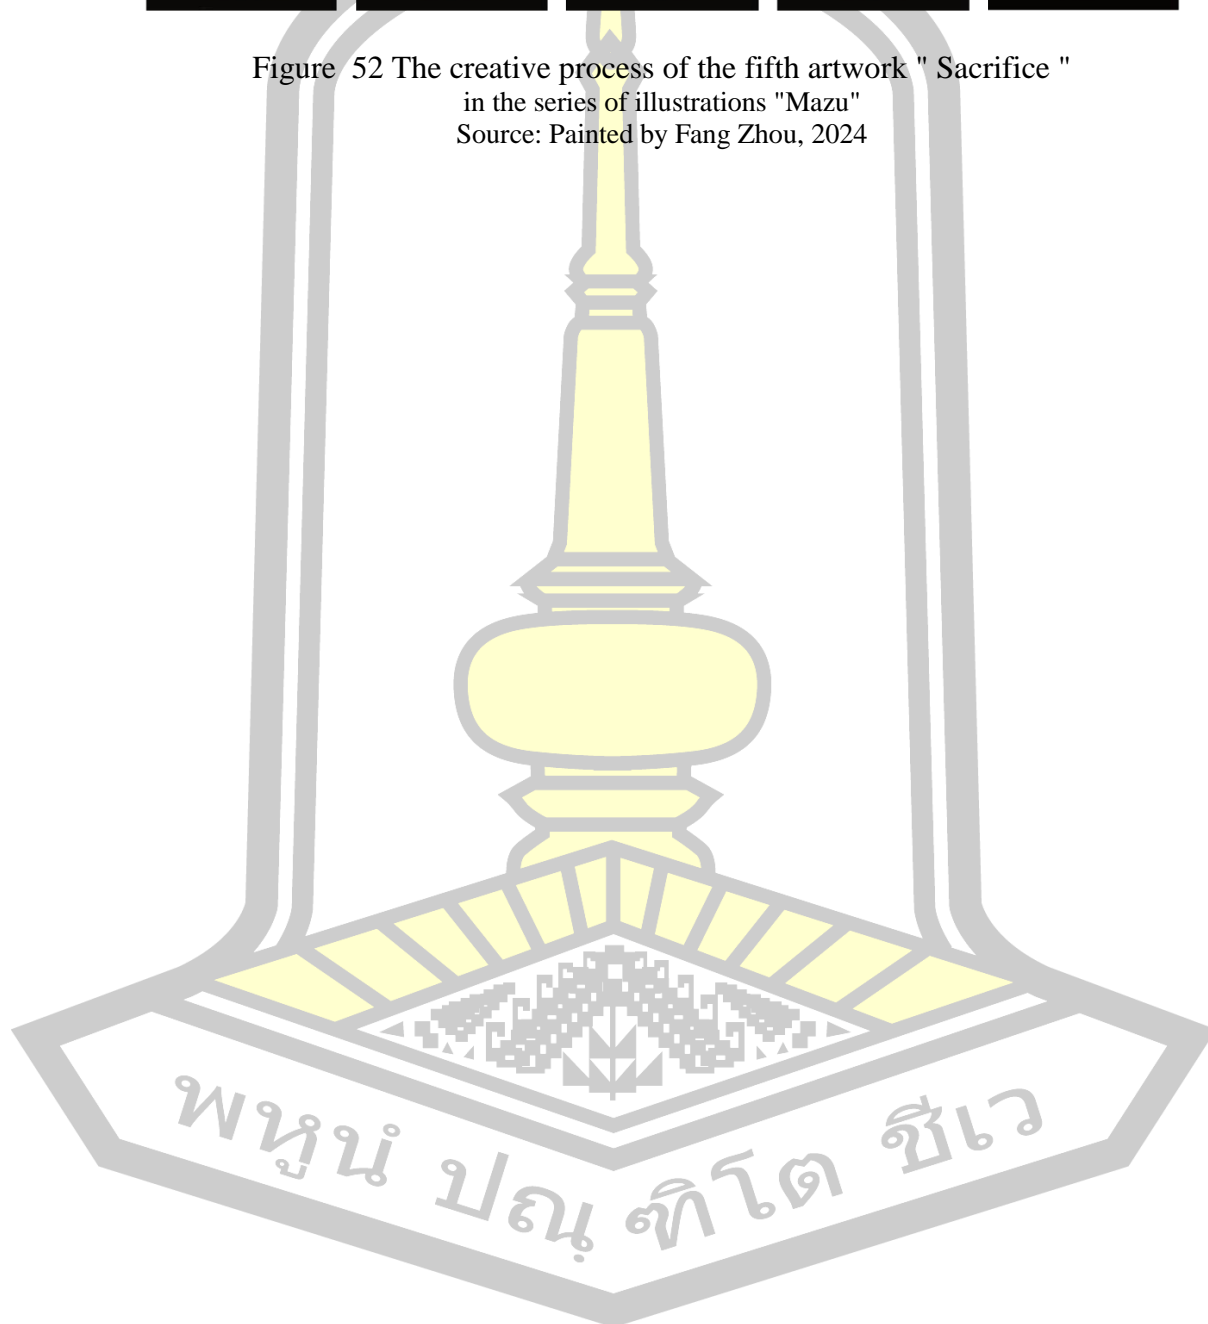 Figure 52 The creative process of the fifth artwork " Sacrifice "
in the series of illustrations "Mazu"
Source: Painted by Fang Zhou, 2024
พหูนํ ปณฺ ฑิโต ชีเว